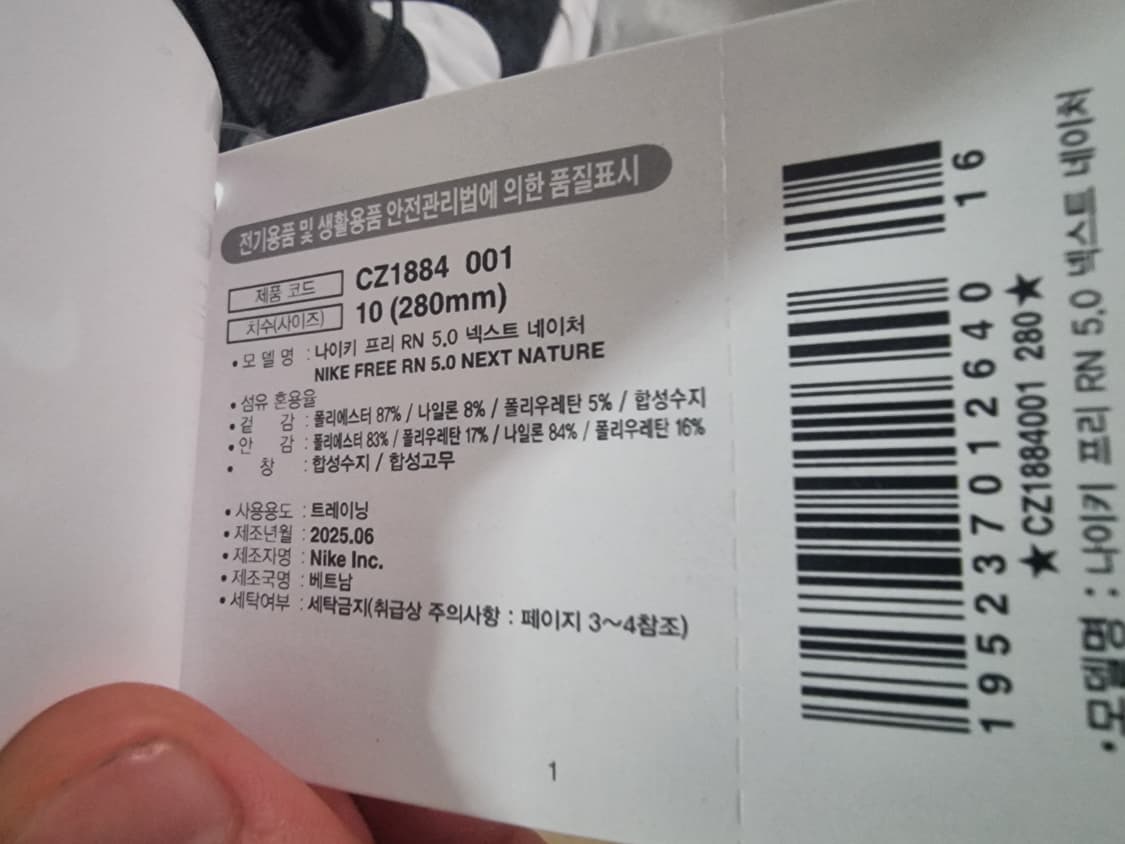 전기용품 및 생활용품 안전관리법에 의한 품질표시
제품 코드 CZ1884 001
치수(사이즈) 10 (280mm)
• 모 델 명 : 나이키 프리 RN 5.0 넥스트 네이처
NIKE FREE RN 5.0 NEXT NATURE
• 섬유 혼용율
• 겉 감 : 폴리에스터 87% / 나일론 8% / 폴리우레탄 5% / 합성수지
• 안 감 : 폴리에스터 83% / 폴리우레탄 17% / 나일론 84% / 폴리우레탄 16%
• 창 : 합성수지 / 합성고무
• 사용용도 : 트레이닝
• 제조년월 : 2025.06
• 제조자명 : Nike Inc.
• 제조국명 : 베트남
• 세탁여부 : 세탁금지(취급상 주의사항 : 페이지 3~4참조)
1
195237012640 16
★CZ1884001 280★
• 모델명 : 나이키 프리 RN 5.0 넥스트 네이처